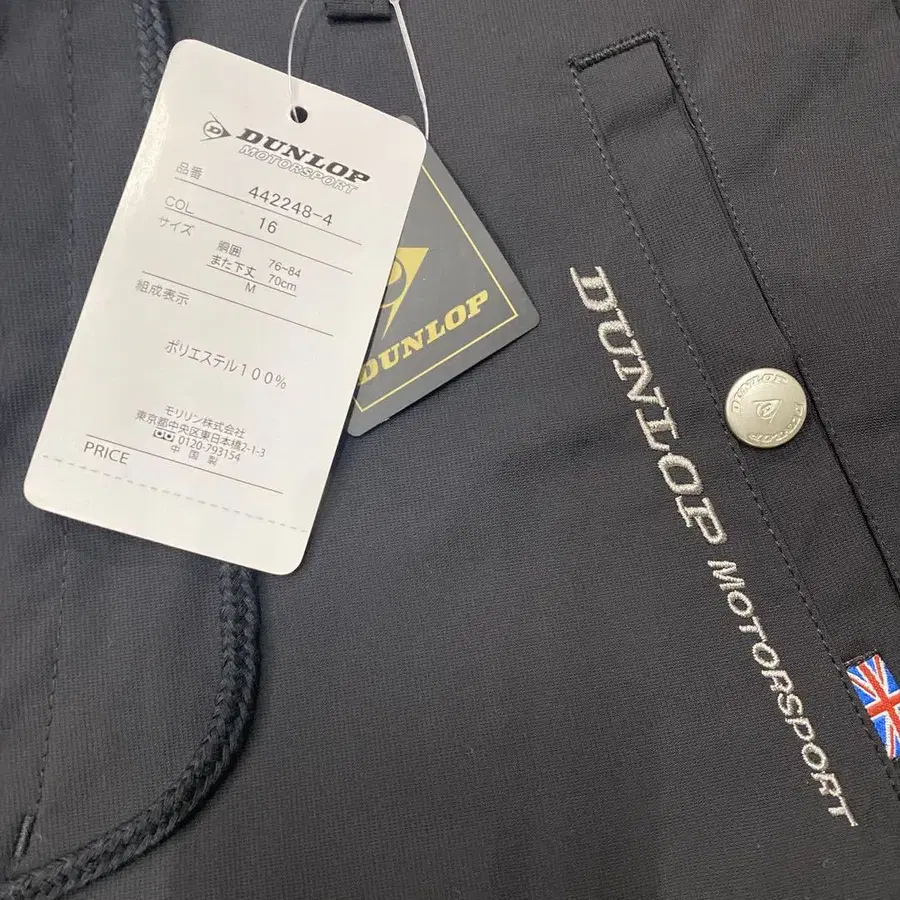 DUNLOP
MOTORSPORT
品番 442248-4
COL 16
サイズ 胴囲 76~84
また下丈 70cm
M
組成表示
ポリエステル100%
モリリン株式会社
東京都中央区東日本橋2-1-3
0120-793154
中国製
PRICE
DUNLOP
DUNLOP MOTORSPORT
DUNLOP